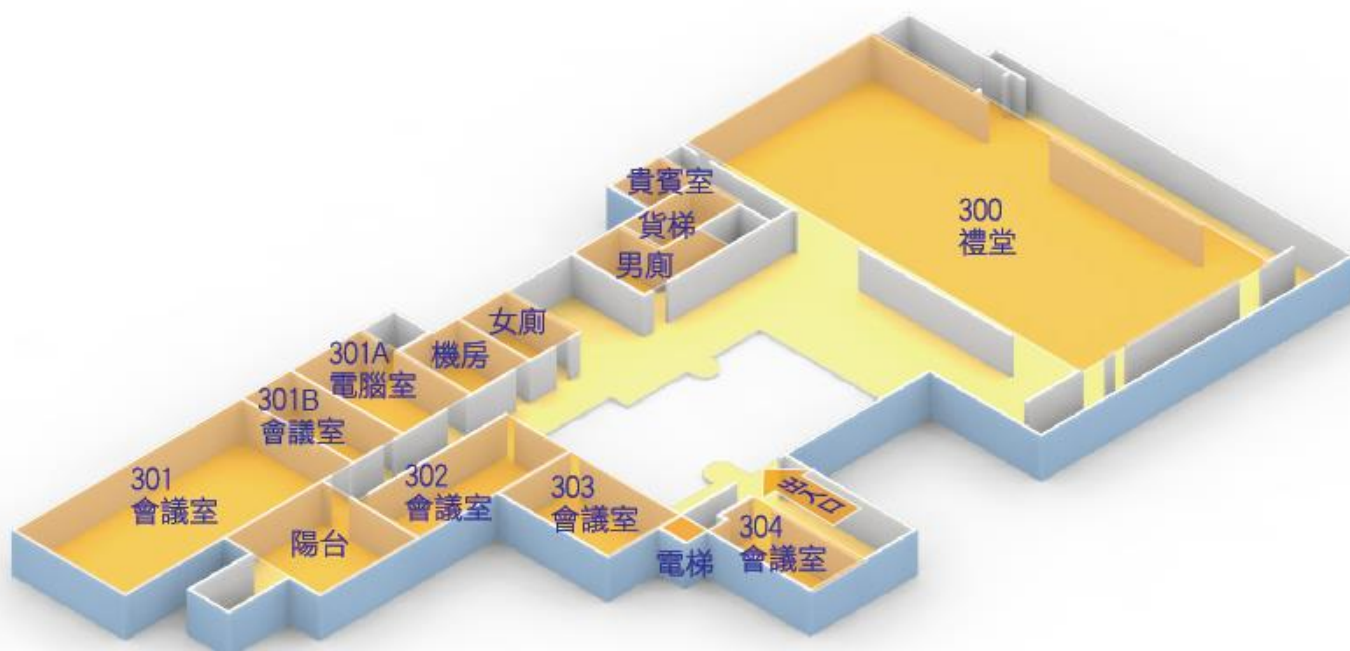 貴賓室
貨梯
男廁
300
禮堂
女廁
機房
301A
電腦室
301B
會議室
301
會議室
陽台
302
會議室
303
會議室
電梯
304
會議室
出入口